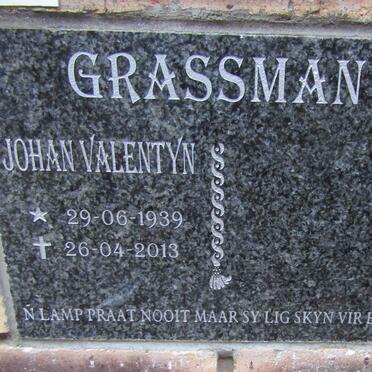 GRASSMAN
JOHAN VALENTYN
29-06-1939
26-04-2013
'N LAMP PRAAT NOOIT MAAR SY LIG SKYN VIR